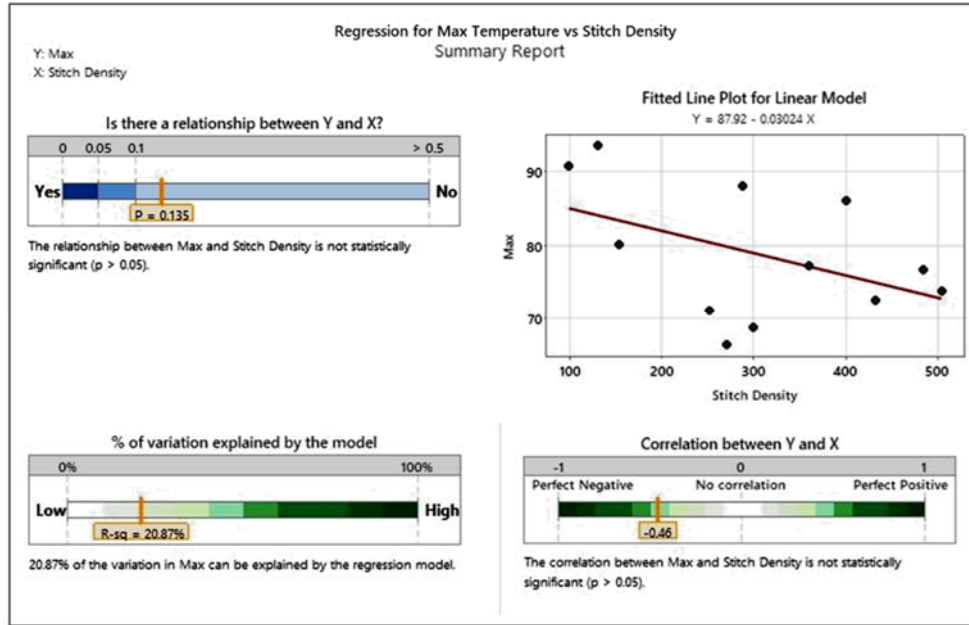 Regression for Max Temperature vs Stitch Density
Summary Report
Y: Max
X: Stitch Density
Is there a relationship between Y and X?
0 0.05 0.1 > 0.5
Yes No
P = 0.135
The relationship between Max and Stitch Density is not statistically
significant (p > 0.05).
Fitted Line Plot for Linear Model
Y = 87.92 - 0.03024 X
90
80
70
Max
100 200 300 400 500
Stitch Density
% of variation explained by the model
0% 100%
Low High
R-sq = 20.87%
20.87% of the variation in Max can be explained by the regression model.
Correlation between Y and X
-1 0 1
Perfect Negative No correlation Perfect Positive
-0.46
The correlation between Max and Stitch Density is not statistically
significant (p > 0.05).